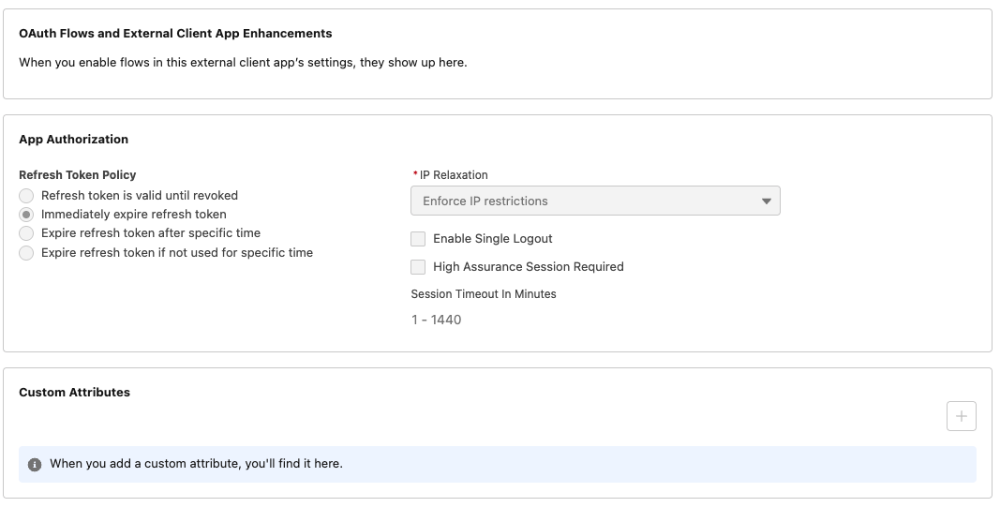 OAuth Flows and External Client App Enhancements
When you enable flows in this external client app's settings, they show up here.
App Authorization
Refresh Token Policy
Refresh token is valid until revoked
Immediately expire refresh token
Expire refresh token after specific time
Expire refresh token if not used for specific time
* IP Relaxation
Enforce IP restrictions
Enable Single Logout
High Assurance Session Required
Session Timeout In Minutes
1 - 1440
Custom Attributes
When you add a custom attribute, you'll find it here.